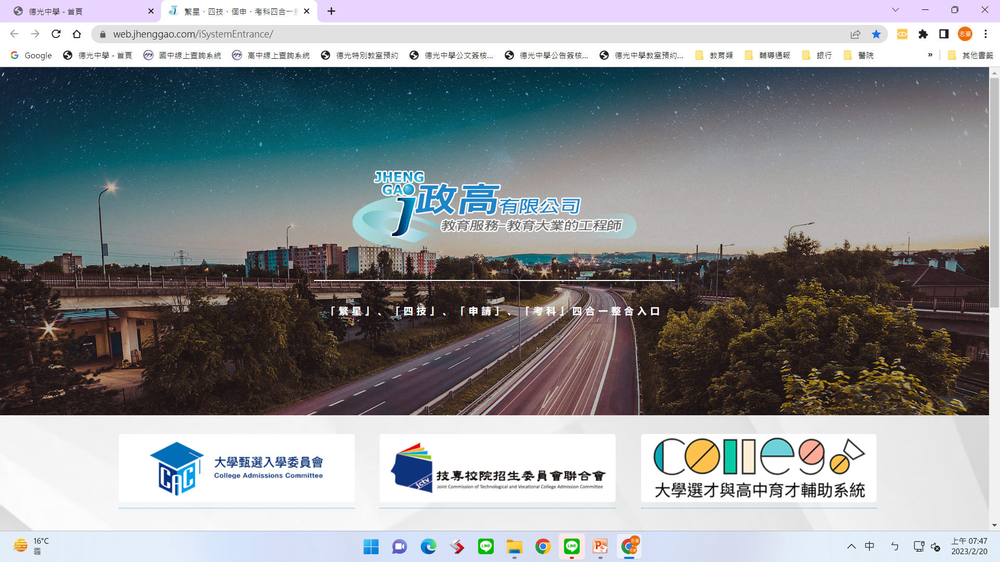 德光中學 - 首頁
繁星、四技、個申、考科四合一整
web.jhenggao.com/iSystemEntrance/
志豪
Google
德光中學 - 首頁
國中線上查詢系統
高中線上查詢系統
德光特別教室預約
德光中學公文簽核...
德光中學公告簽核...
德光中學教室預約...
教育類
輔導通報
銀行
醫院
»
其他書籤
JHENG
GAO
政高有限公司
教育服務-教育大業的工程師
「繁星」、「四技」、「申請」、「考科」四合一整合入口
CAC
大學甄選入學委員會
College Admissions Committee
jctv
技專校院招生委員會聯合會
Joint Commission of Technological and Vocational College Admission Committee
Collego
大學選才與高中育才輔助系統
16°C
霾
中
ㄅ
上午 07:47
2023/2/20